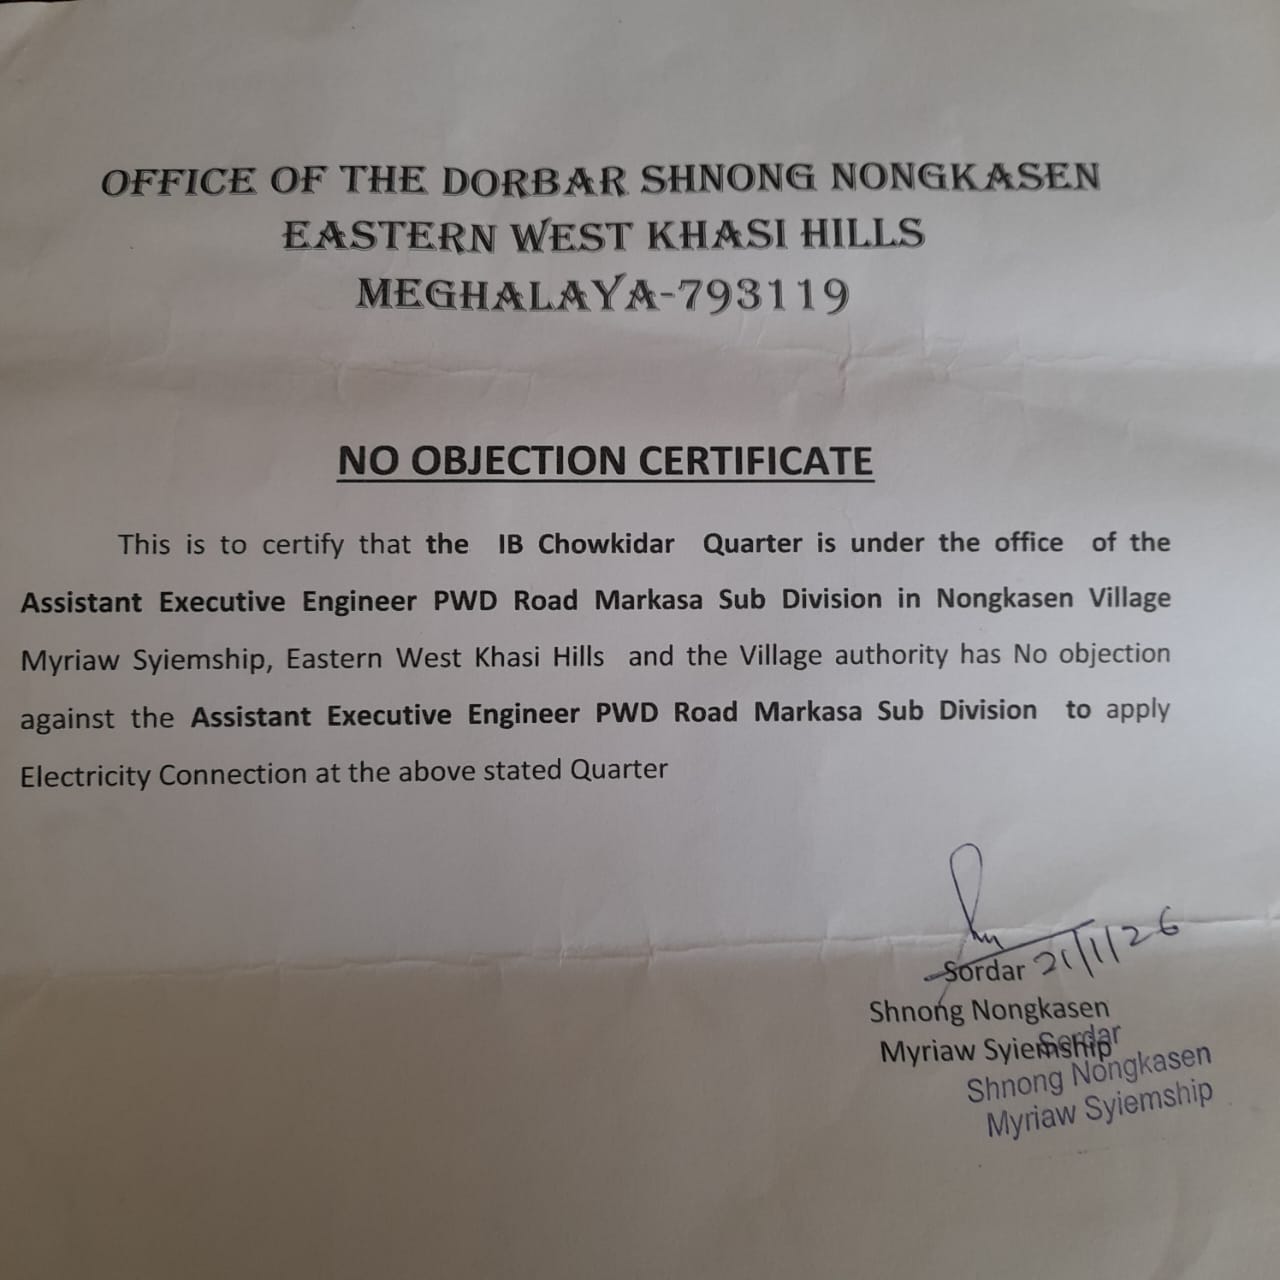 OFFICE OF THE DORBAR SHNONG NONGKASEN
EASTERN WEST KHASI HILLS
MEGHALAYA-793119
NO OBJECTION CERTIFICATE
This is to certify that the IB Chowkidar Quarter is under the office of the
Assistant Executive Engineer PWD Road Markasa Sub Division in Nongkasen Village
Myriaw Syiemship, Eastern West Khasi Hills and the Village authority has No objection
against the Assistant Executive Engineer PWD Road Markasa Sub Division to apply
Electricity Connection at the above stated Quarter
Sordar 21/1/26
Shnong Nongkasen
Myriaw Syiemship
Sordar
Shnong Nongkasen
Myriaw Syiemship